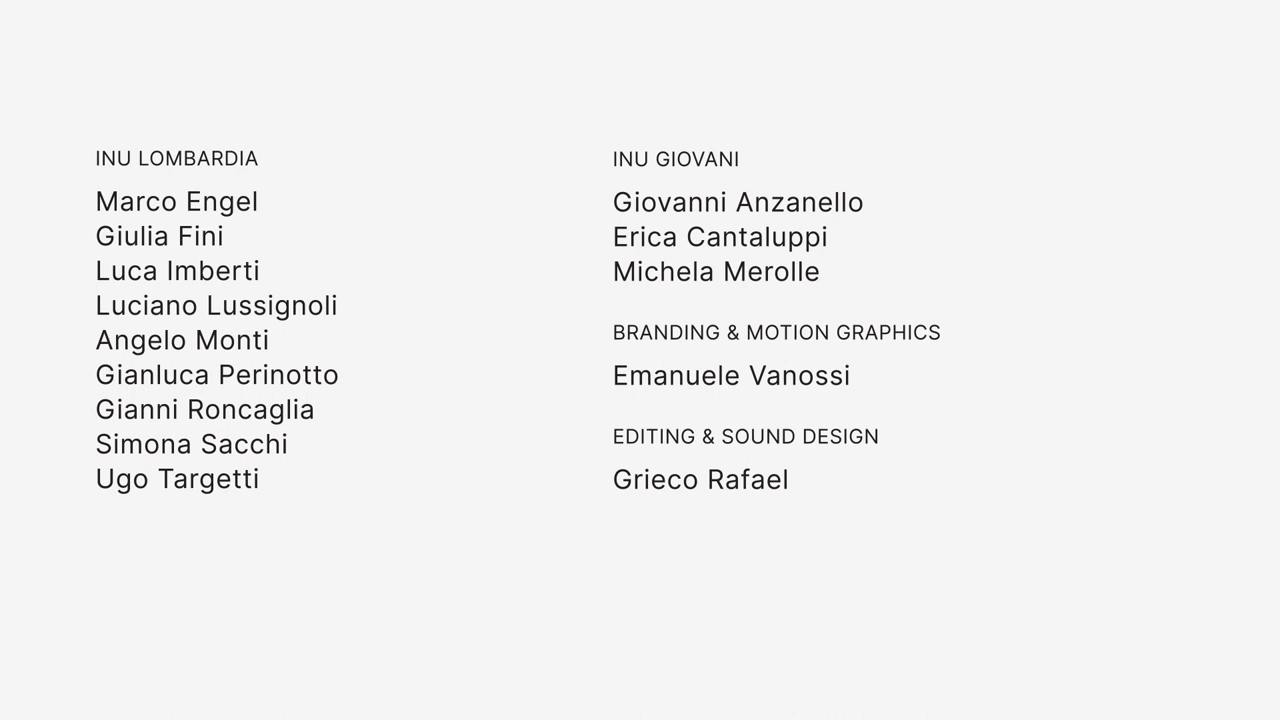 INU LOMBARDIA
Marco Engel
Giulia Fini
Luca Imberti
Luciano Lussignoli
Angelo Monti
Gianluca Perinotto
Gianni Roncaglia
Simona Sacchi
Ugo Targetti
INU GIOVANI
Giovanni Anzanello
Erica Cantaluppi
Michela Merolle
BRANDING & MOTION GRAPHICS
Emanuele Vanossi
EDITING & SOUND DESIGN
Grieco Rafael